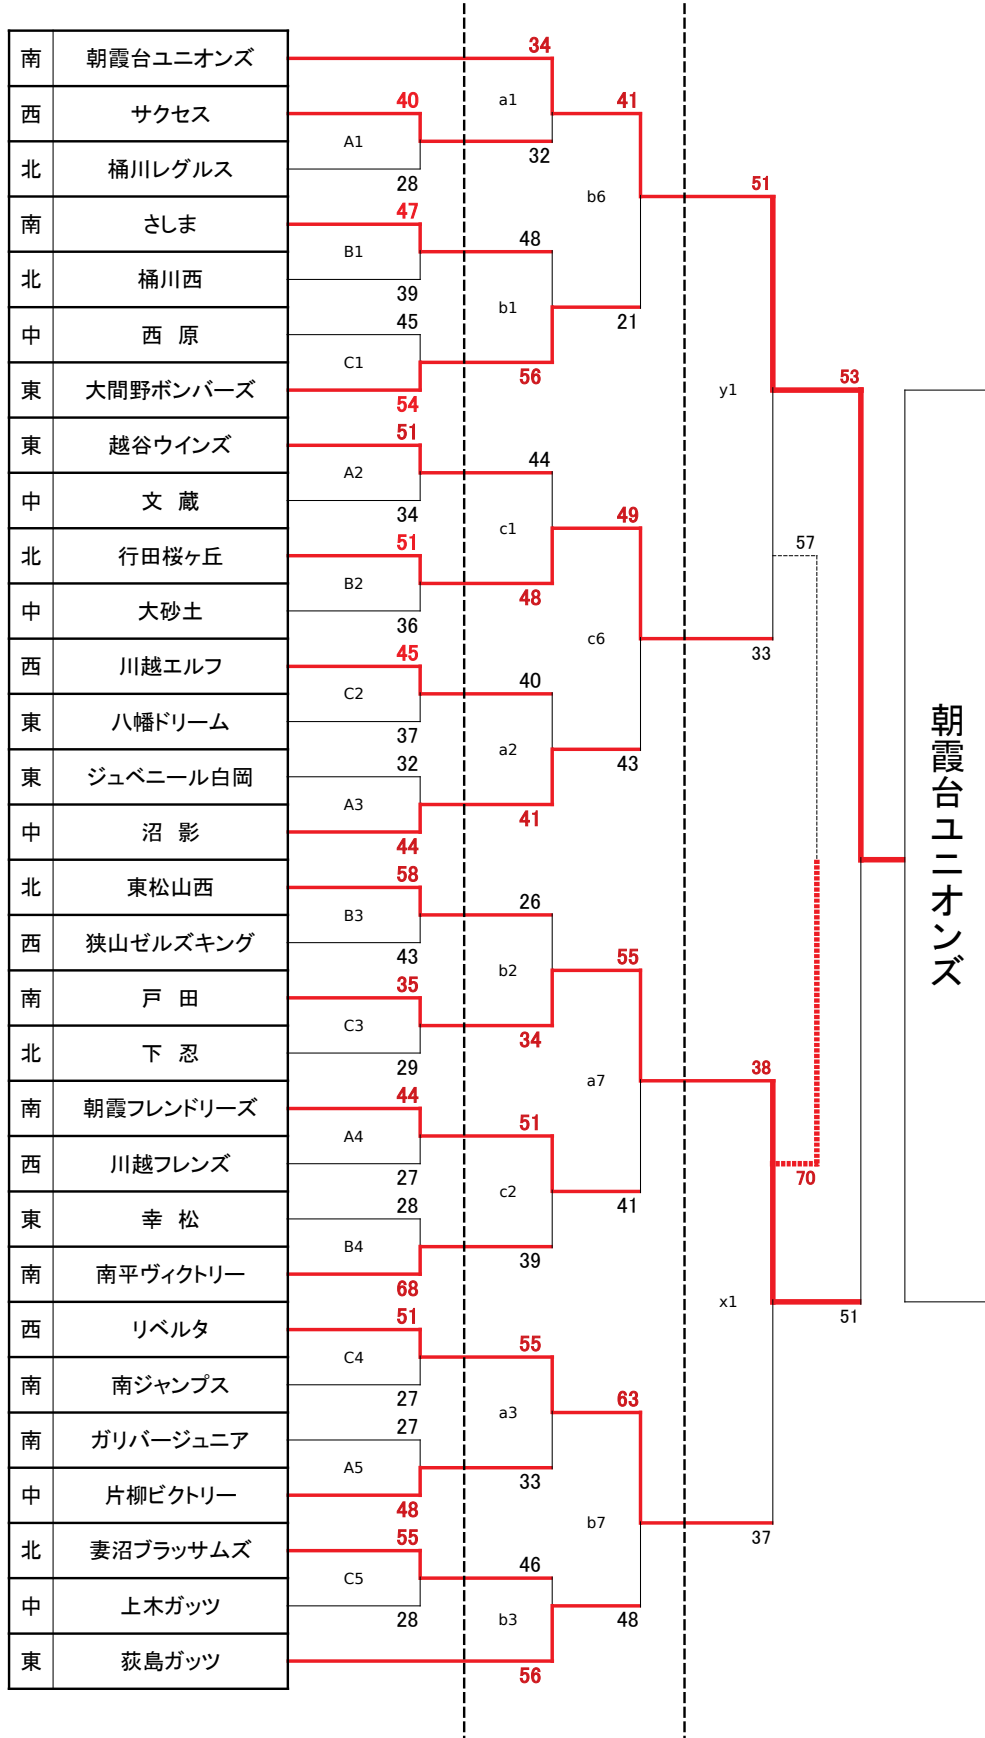 34
南 朝霞台ユニオンズ
a1
40 41
西 サクセス
A1
32
北 桶川レグルス
28 51
b6
47
南 さしま
48
B1
北 桶川西
39
b1
45 21
中 西 原
C1
56 53
東 大間野ボンバーズ
y1
54
51
東 越谷ウインズ
44
A2
中 文 蔵
34 49
c1
51 57
北 行田桜ヶ丘
B2
48
中 大砂土
36
c6
45 33
西 川越エルフ
40
C2
東 八幡ドリーム
37
a2
32 43
東 ジュベニール白岡
A3
41
中 沼 影
44
58
北 東松山西
26
B3
西 狭山ゼルズキング
43 55
b2
35
南 戸 田
C3
34
北 下 忍
29 38
a7
44
南 朝霞フレンドリーズ
51
A4
西 川越フレンズ
27 70
c2
28 41
東 幸 松
B4
39
南 南平ヴィクトリー
68
x1
51 51
西 リベルタ
55
C4
南 南ジャンプス
27 63
a3
27
南 ガリバージュニア
A5
33
中 片柳ビクトリー
48
b7
55 37
北 妻沼ブラッサムズ
46
C5
中 上木ガッツ
28 48
b3
東 荻島ガッツ
56
朝霞台ユニオンズ